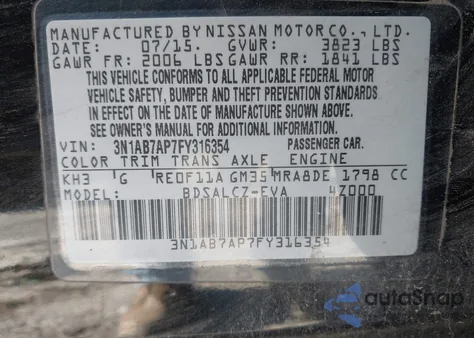 MANUFACTURED BY NISSAN MOTOR CO., LTD.
DATE: 07/15. GVWR: 3823 LBS
GAWR FR: 2006 LBS GAWR RR: 1841 LBS
THIS VEHICLE CONFORMS TO ALL APPLICABLE FEDERAL MOTOR
VEHICLE SAFETY, BUMPER AND THEFT PREVENTION STANDARDS
IN EFFECT ON THE DATE OF MANUFACTURE SHOWN ABOVE.
SEE OWNER'S MANUAL FOR ADDITIONAL INFORMATION.
VIN: 3N1AB7AP7FY316354 PASSENGER CAR.
COLOR TRIM TRANS AXLE ENGINE
KH3 G RE0F11A GM35 MRA8DE 1798 CC
MODEL: BDSALCZ-EVA 4Z000
3N1AB7AP7FY316354
autoSnap